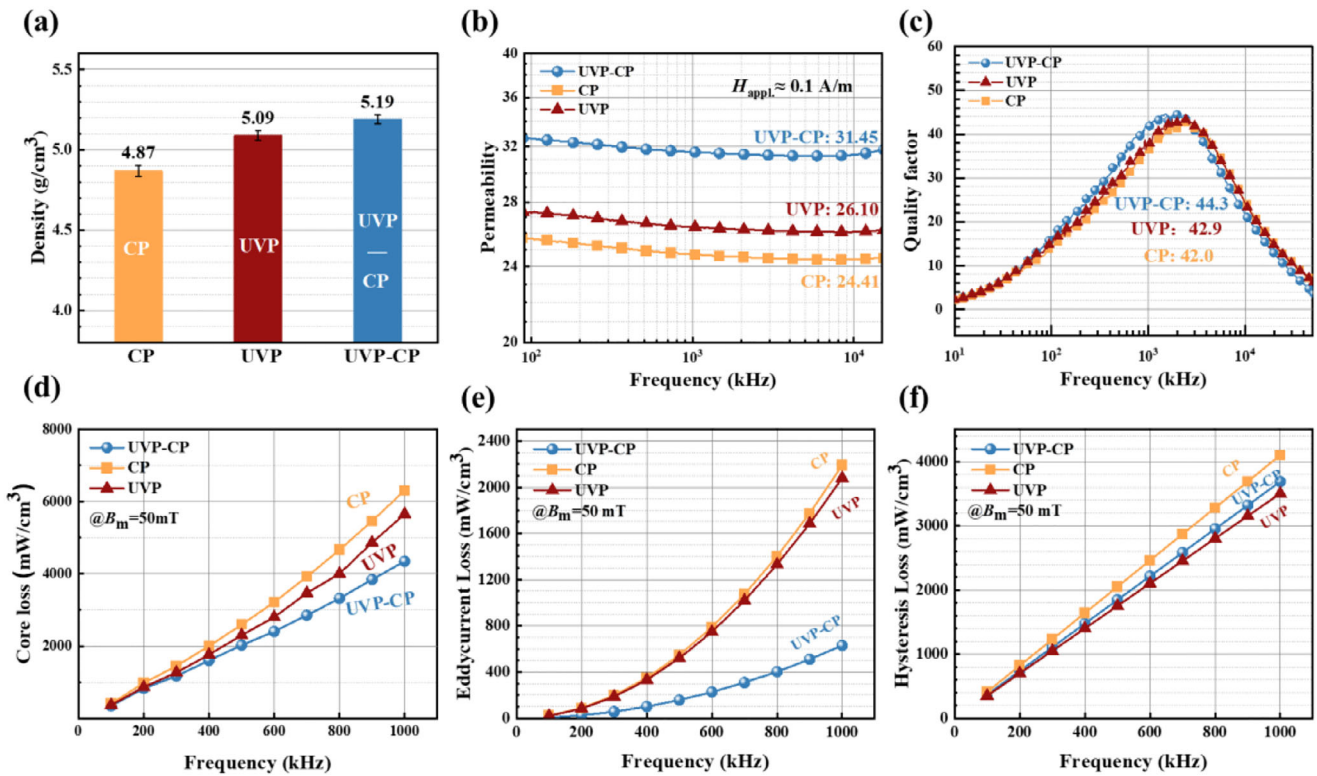 (a)
Density (g/cm3)
5.5
5.0
4.5
4.0
4.87
5.09
5.19
CP
UVP
UVP
—
CP
CP
UVP
UVP-CP
(b)
Permeability
40
36
32
28
24
20
UVP-CP
CP
UVP
Happl.≈ 0.1 A/m
UVP-CP: 31.45
UVP: 26.10
CP: 24.41
10²
10³
10⁴
Frequency (kHz)
(c)
Quality factor
60
50
40
30
20
10
0
UVP-CP
UVP
CP
UVP-CP: 44.3
UVP: 42.9
CP: 42.0
10¹
10²
10³
10⁴
Frequency (kHz)
(d)
Core loss (mW/cm³)
8000
6000
4000
2000
UVP-CP
CP
UVP
@Bm=50mT
CP
UVP
UVP-CP
0
200
400
600
800
1000
Frequency (kHz)
(e)
Eddycurrent Loss (mW/cm³)
2400
2000
1600
1200
800
400
0
UVP-CP
CP
UVP
@Bm=50 mT
CP
UVP
UVP-CP
0
200
400
600
800
1000
Frequency (kHz)
(f)
Hysteresis Loss (mW/cm³)
4000
3000
2000
1000
0
UVP-CP
CP
UVP
@Bm=50 mT
CP
UVP-CP
UVP
0
200
400
600
800
1000
Frequency (kHz)